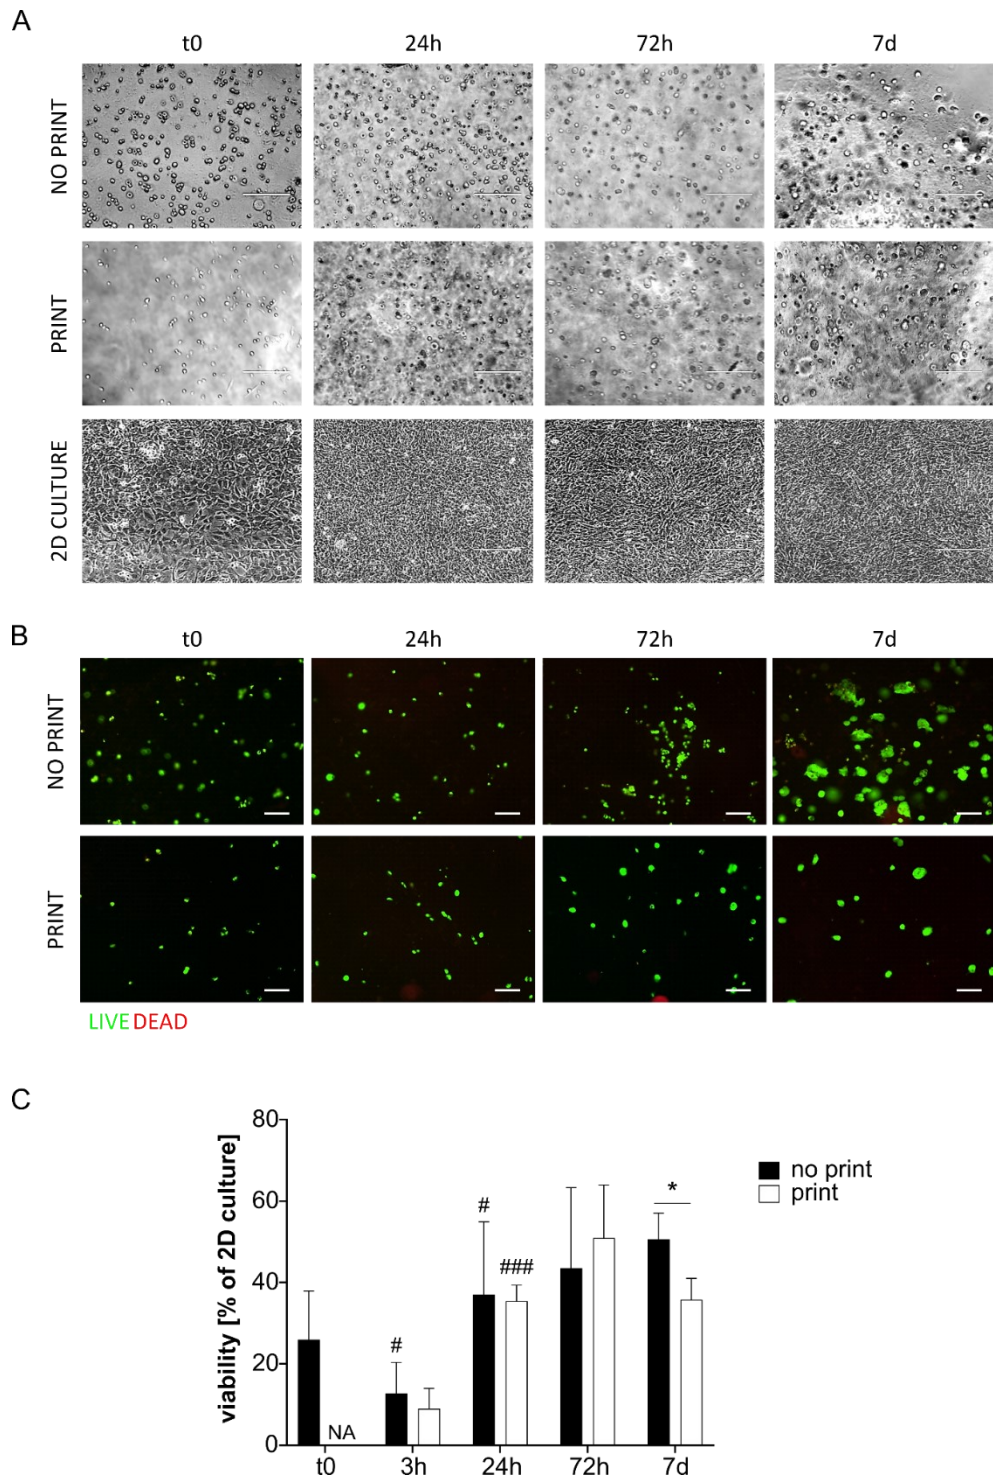 A
t0 24h 72h 7d
NO PRINT
PRINT
2D CULTURE
B
t0 24h 72h 7d
NO PRINT
PRINT
LIVE DEAD
C
viability [% of 2D culture]
80
60
40
20
0
NA
#
#
###
*
no print
print
t0 3h 24h 72h 7d